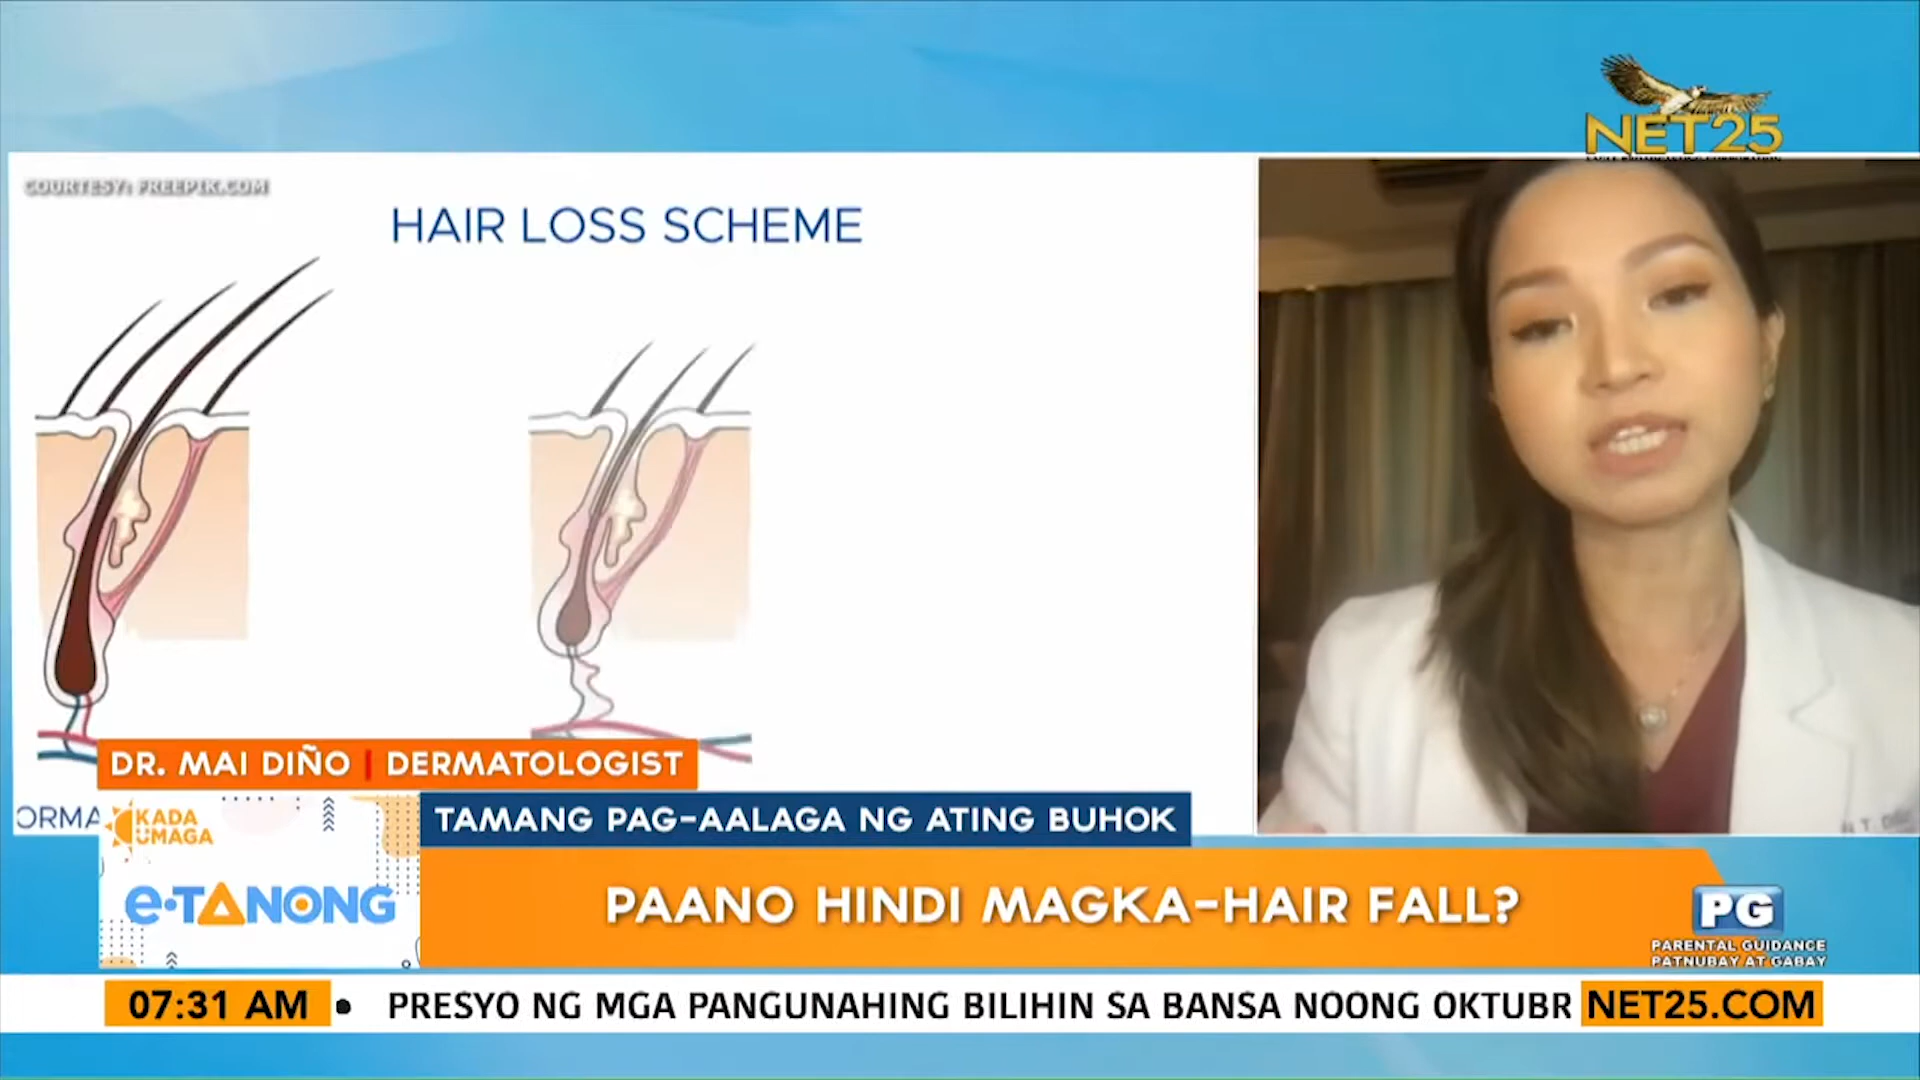 NET25
COURTESY: FREEPIK.COM
HAIR LOSS SCHEME
DR. MAI DIÑO | DERMATOLOGIST
ORMA
KADA
UMAGA
TAMANG PAG-AALAGA NG ATING BUHOK
e•TANONG
PAANO HINDI MAGKA-HAIR FALL?
PG
PARENTAL GUIDANCE
PATNUBAY AT GABAY
07:31 AM • PRESYO NG MGA PANGUNAHING BILIHIN SA BANSA NOONG OKTUBR NET25.COM